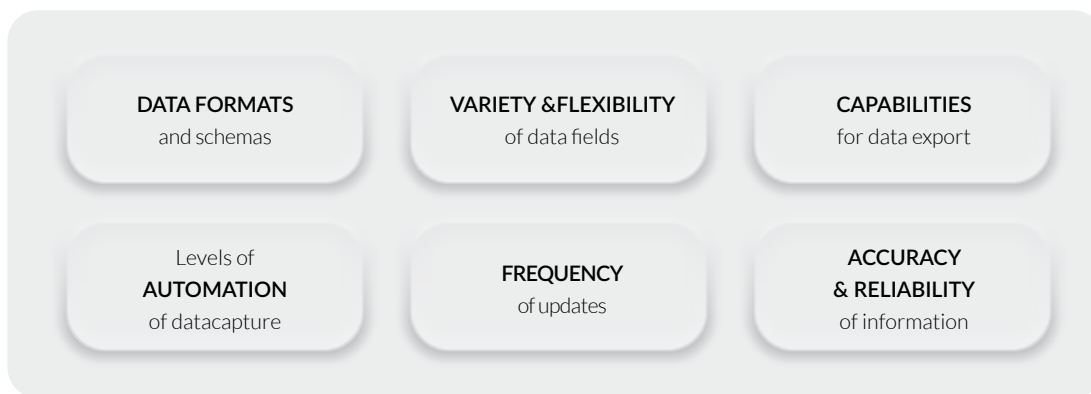 DATA FORMATS
and schemas
VARIETY &FLEXIBILITY
of data fields
CAPABILITIES
for data export
Levels of
AUTOMATION
of datacapture
FREQUENCY
of updates
ACCURACY
& RELIABILITY
of information